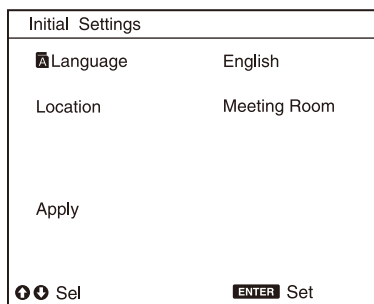 Initial Settings
A Language English
Location Meeting Room
Apply
Sel ENTER Set